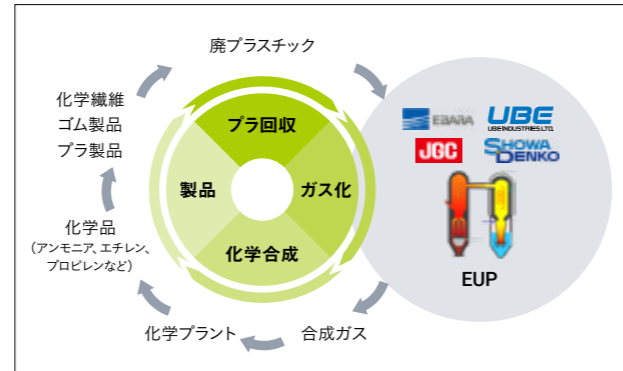 廃プラスチック
化学繊維
ゴム製品
プラ製品
プラ回収
製品
ガス化
化学合成
EBARA
UBE
UBE INDUSTRIES,LTD.
JGC
SHOWA
DENKO
EUP
化学品
(アンモニア、エチレン、
プロピレンなど)
化学プラント
合成ガス